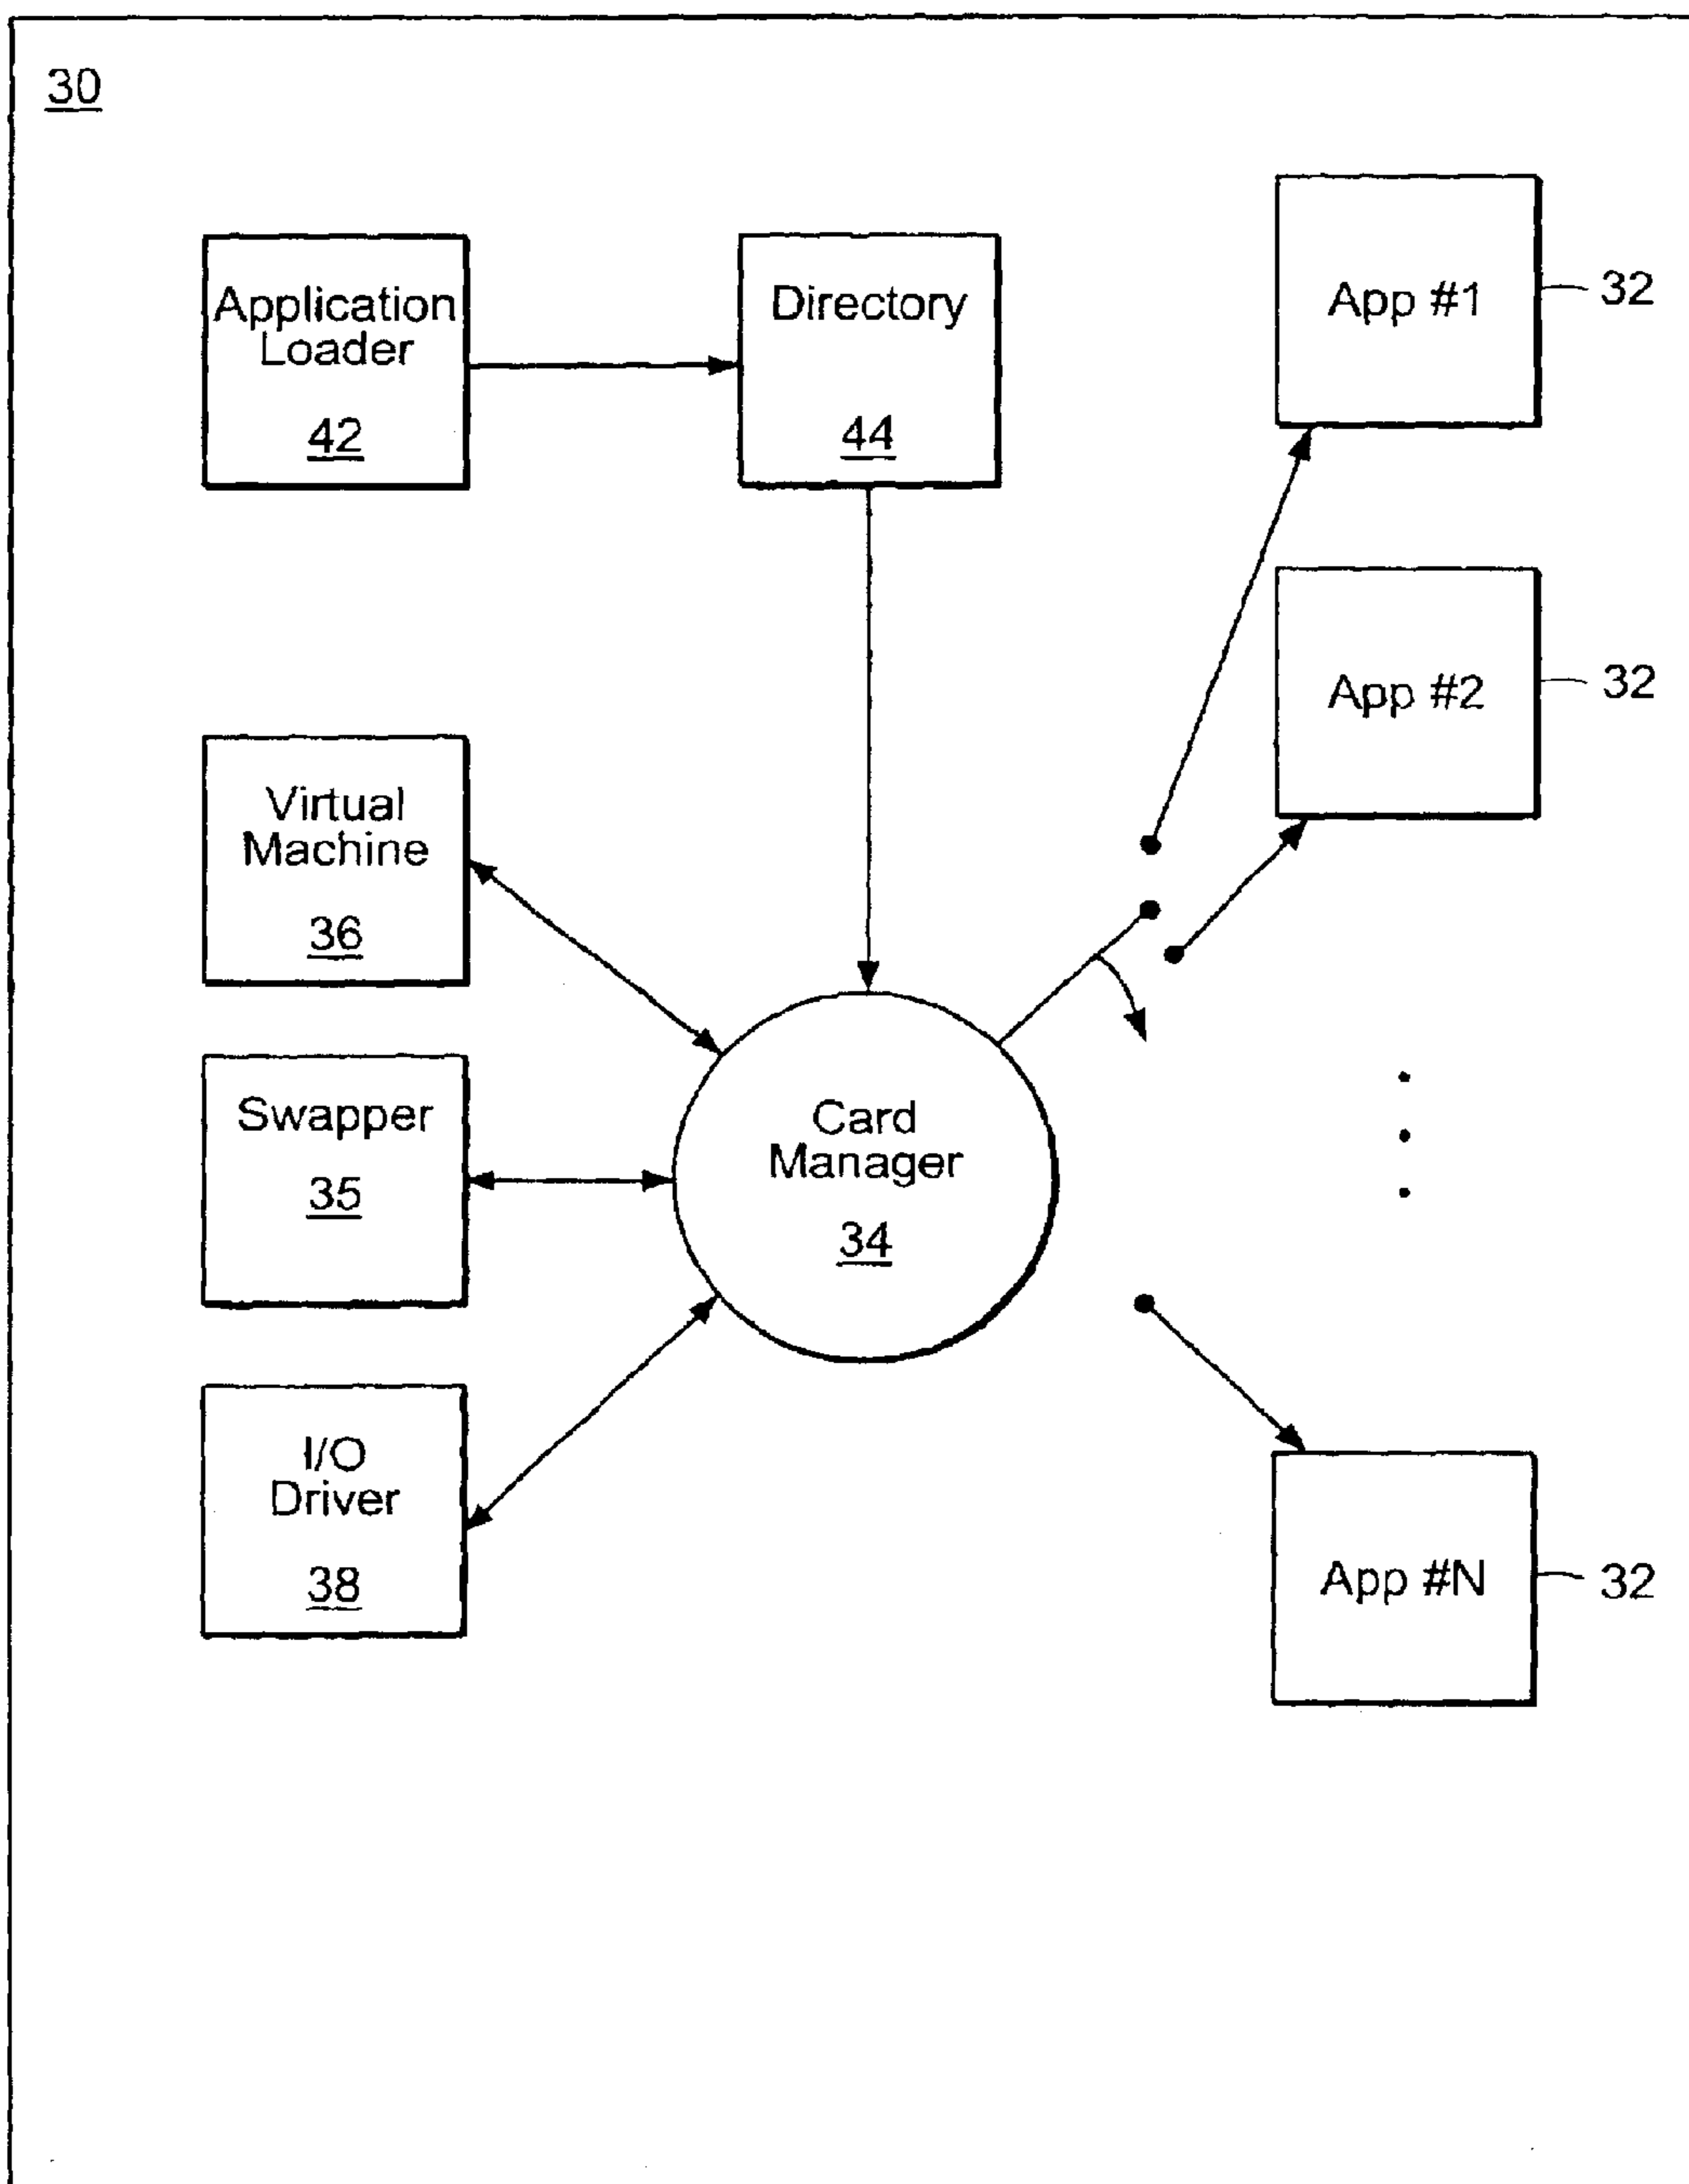 30
Application
Loader
42
Directory
44
App #1
32
App #2
32
Virtual
Machine
36
Swapper
35
Card
Manager
34
I/O
Driver
38
App #N
32